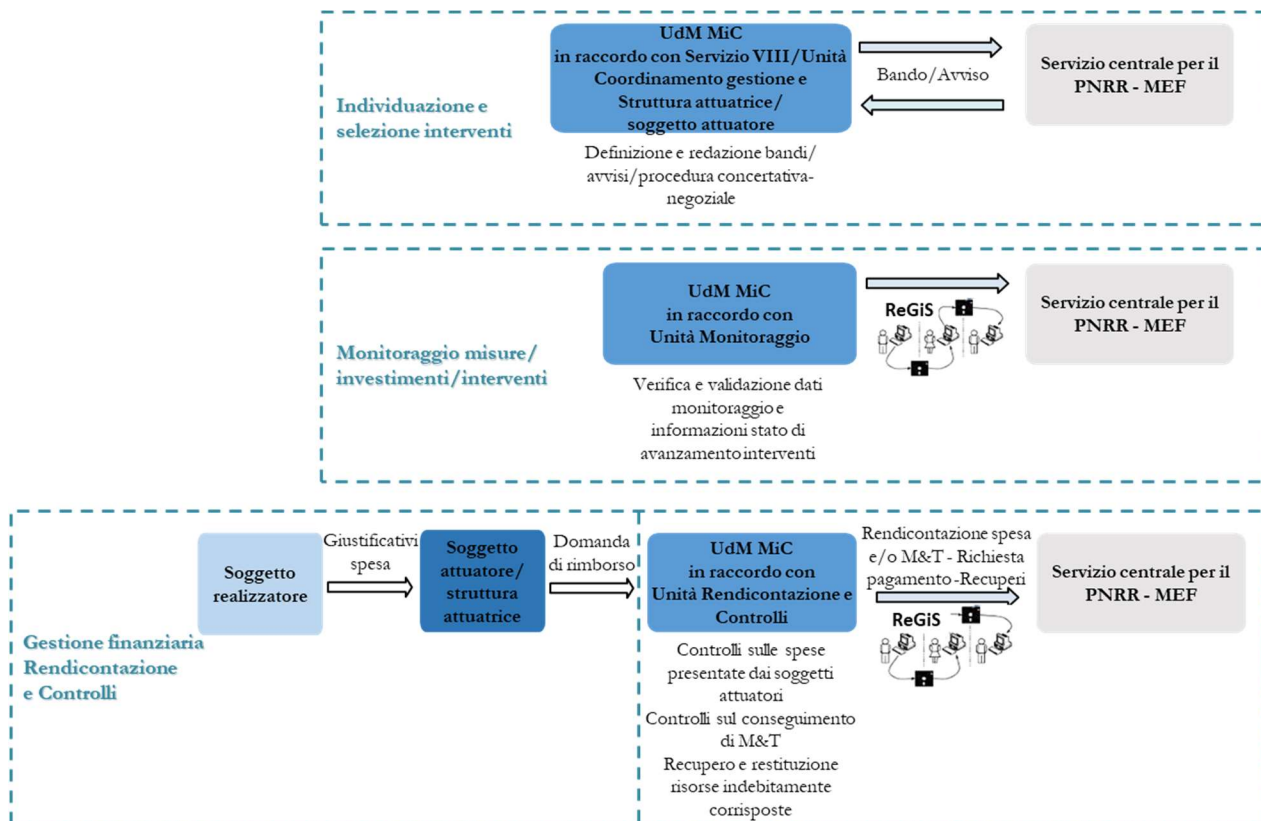 Individuazione e
selezione interventi
UdM MiC
in raccordo con Servizio VIII/Unità
Coordinamento gestione e
Struttura attuatrice/
soggetto attuatore
Definizione e redazione bandi/
avvisi/procedura concertativa-
negoziale
Bando/Avviso
Servizio centrale per il
PNRR - MEF
Monitoraggio misure/
investimenti/interventi
UdM MiC
in raccordo con
Unità Monitoraggio
Verifica e validazione dati
monitoraggio e
informazioni stato di
avanzamento interventi
ReGiS
Servizio centrale per il
PNRR - MEF
Gestione finanziaria
Rendicontazione
e Controlli
Soggetto
realizzatore
Giustificativi
spesa
Soggetto
attuatore/
struttura
attuatrice
Domanda
di rimborso
UdM MiC
in raccordo con
Unità Rendicontazione e
Controlli
Controlli sulle spese
presentate dai soggetti
attuatori
Controlli sul conseguimento
di M&T
Recupero e restituzione
risorse indebitamente
corrisposte
Rendicontazione spesa
e/o M&T - Richiesta
pagamento -Recuperi
ReGiS
Servizio centrale per il
PNRR - MEF